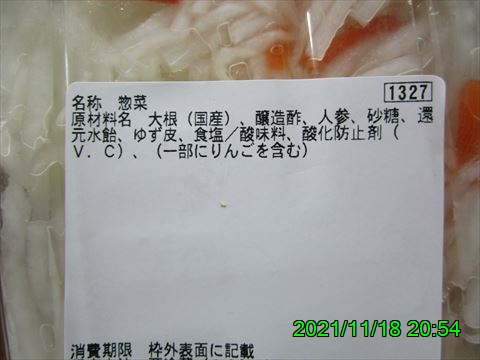 1327
名称 惣菜
原材料名 大根（国産）、醸造酢、人参、砂糖、還
元水飴、ゆず皮、食塩／酸味料、酸化防止剤（
Ｖ．Ｃ）、（一部にりんごを含む）
消費期限 枠外表面に記載
2021/11/18 20:54